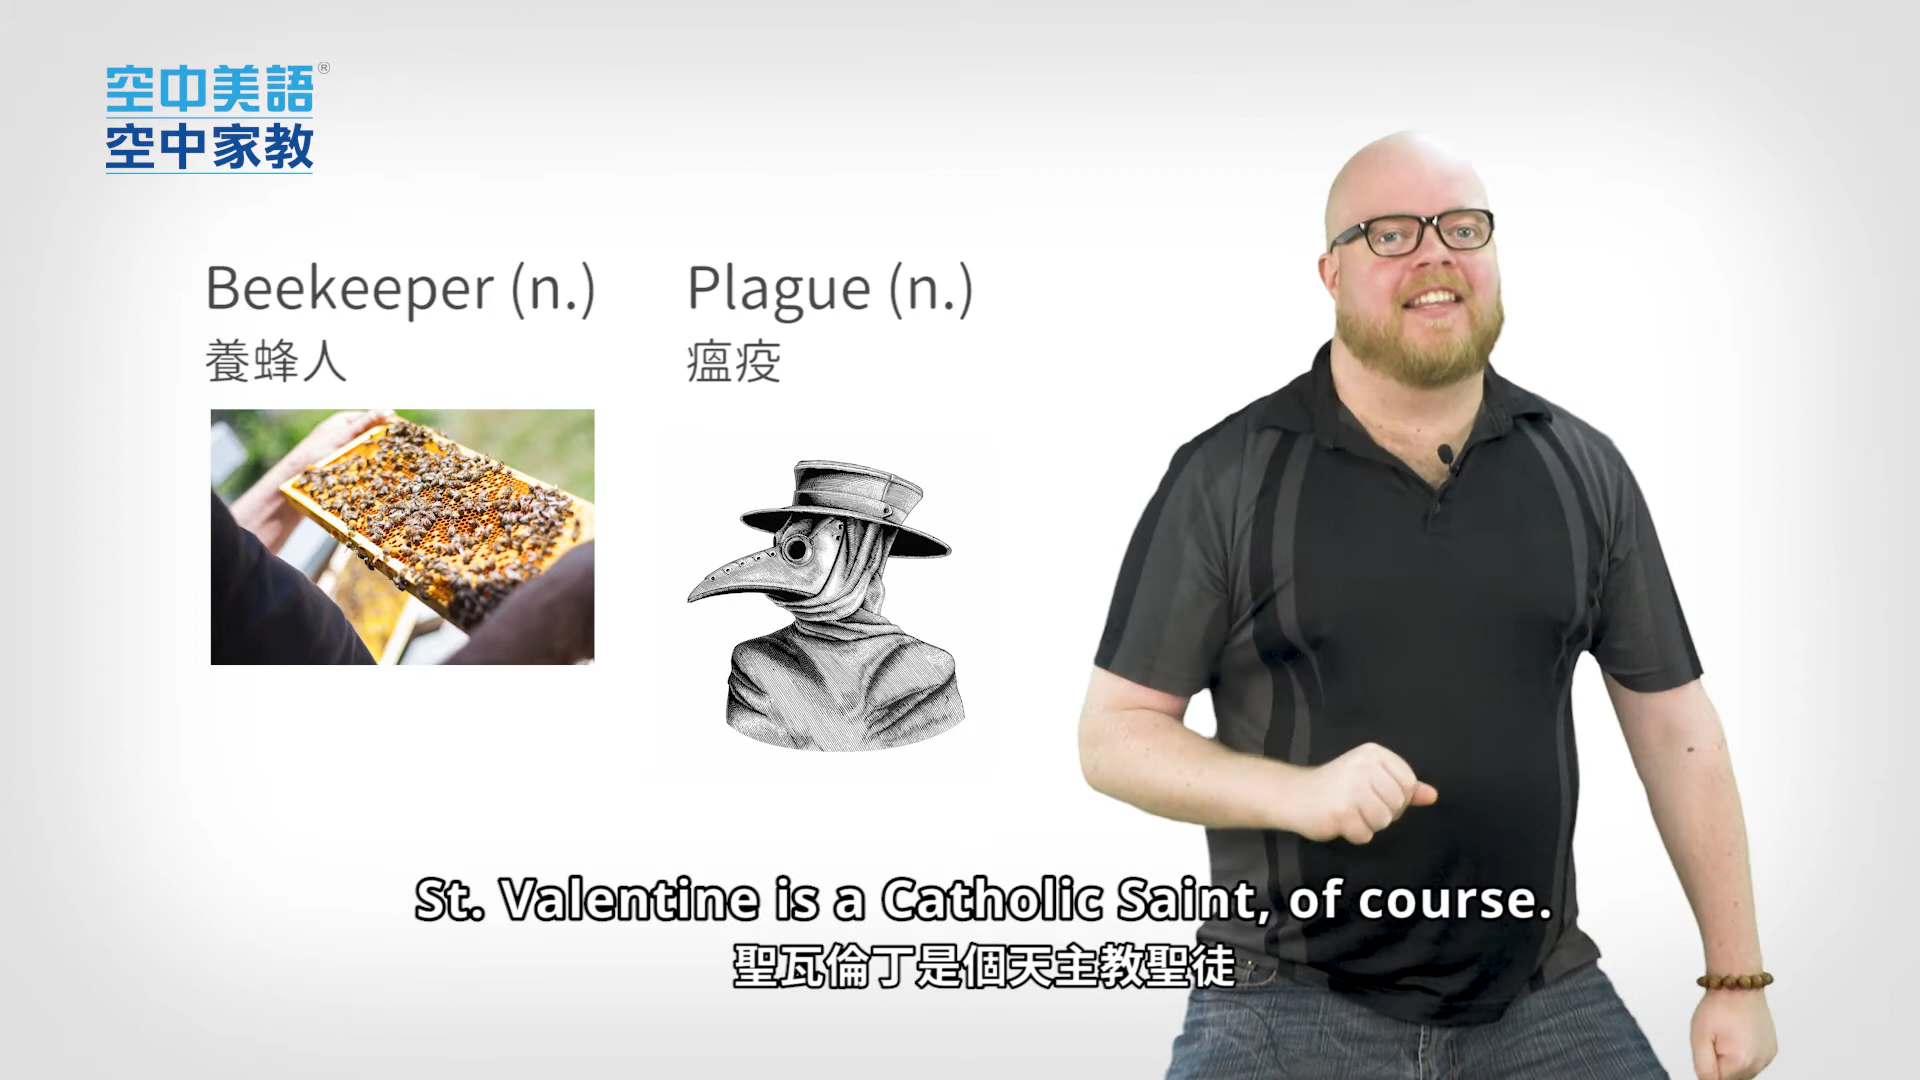 空中美語®
空中家教
Beekeeper (n.)
養蜂人
Plague (n.)
瘟疫
St. Valentine is a Catholic Saint, of course.
聖瓦倫丁是個天主教聖徒